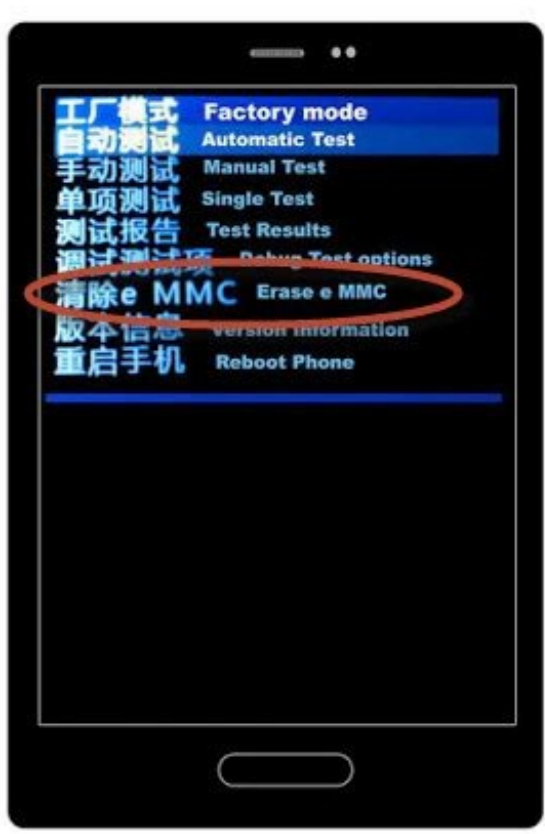 工厂模式 Factory mode
自动测试 Automatic Test
手动测试 Manual Test
单项测试 Single Test
测试报告 Test Results
调试测试项 Debug Test options
清除e MMC Erase e MMC
版本信息 Version Information
重启手机 Reboot Phone